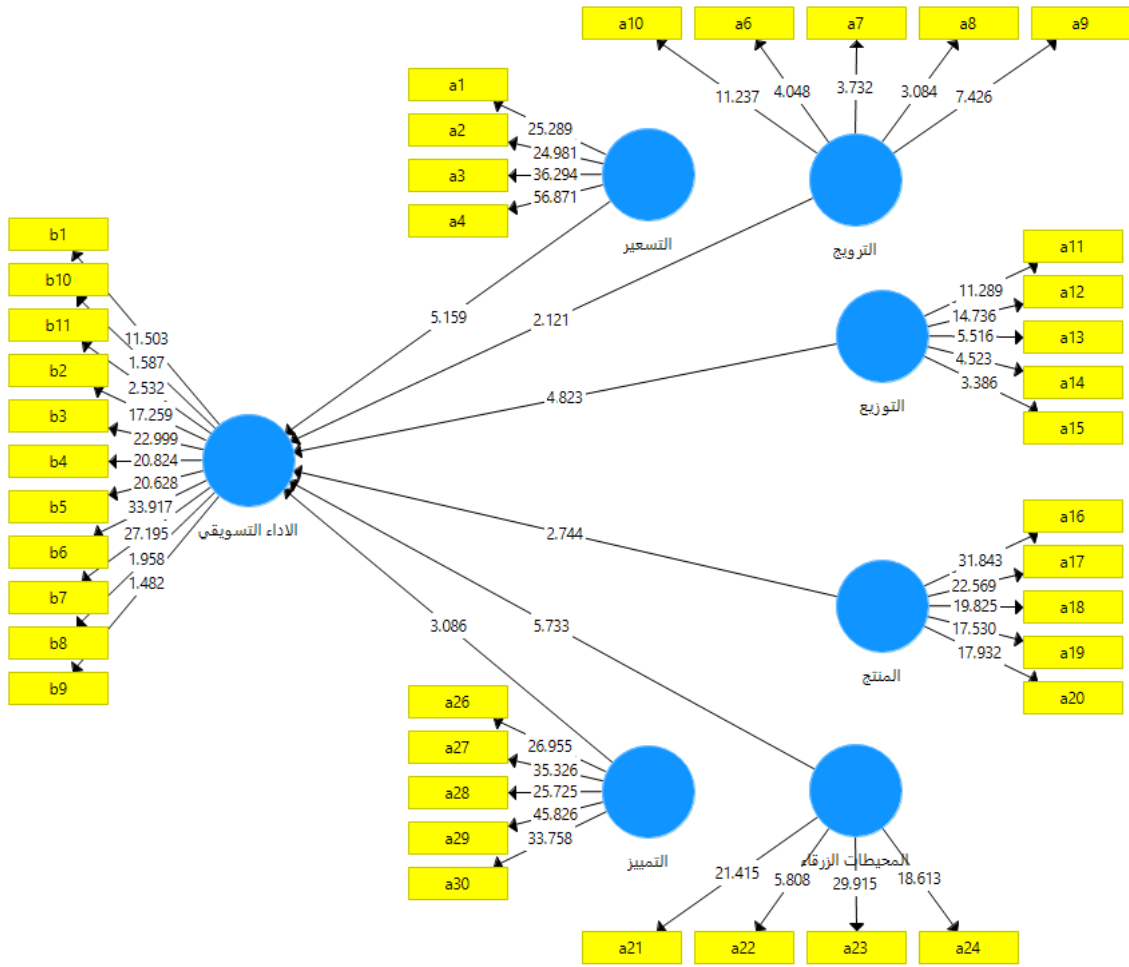 a10
a6
a7
a8
a9
11.237
4.048
3.732
3.084
7.426
الترويج
a1
a2
a3
a4
25.289
24.981
36.294
56.871
التسعير
b1
b10
b11
b2
b3
b4
b5
b6
b7
b8
b9
11.503
1.587
2.532
17.259
22.999
20.824
20.628
33.917
27.195
1.958
1.482
الاداء التسويقي
5.159
2.121
4.823
2.744
5.733
3.086
a11
a12
a13
a14
a15
11.289
14.736
5.516
4.523
3.386
التوزيع
a16
a17
a18
a19
a20
31.843
22.569
19.825
17.530
17.932
المنتج
a26
a27
a28
a29
a30
26.955
35.326
25.725
45.826
33.758
التمييز
المحيطات الزرقاء
21.415
5.808
29.915
18.613
a21
a22
a23
a24